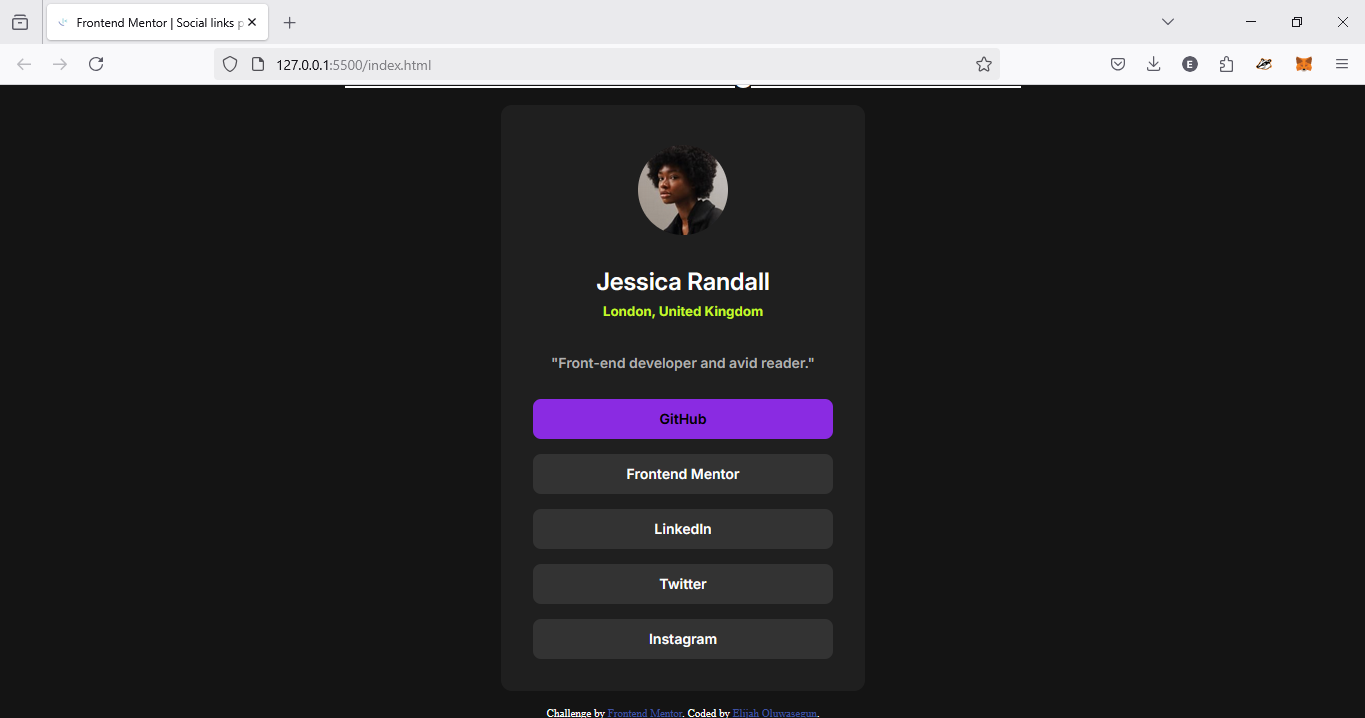 Frontend Mentor | Social links p
127.0.0.1:5500/index.html
E
Jessica Randall
London, United Kingdom
"Front-end developer and avid reader."
GitHub
Frontend Mentor
LinkedIn
Twitter
Instagram
Challenge by Frontend Mentor. Coded by Elijah Oluwasegun.